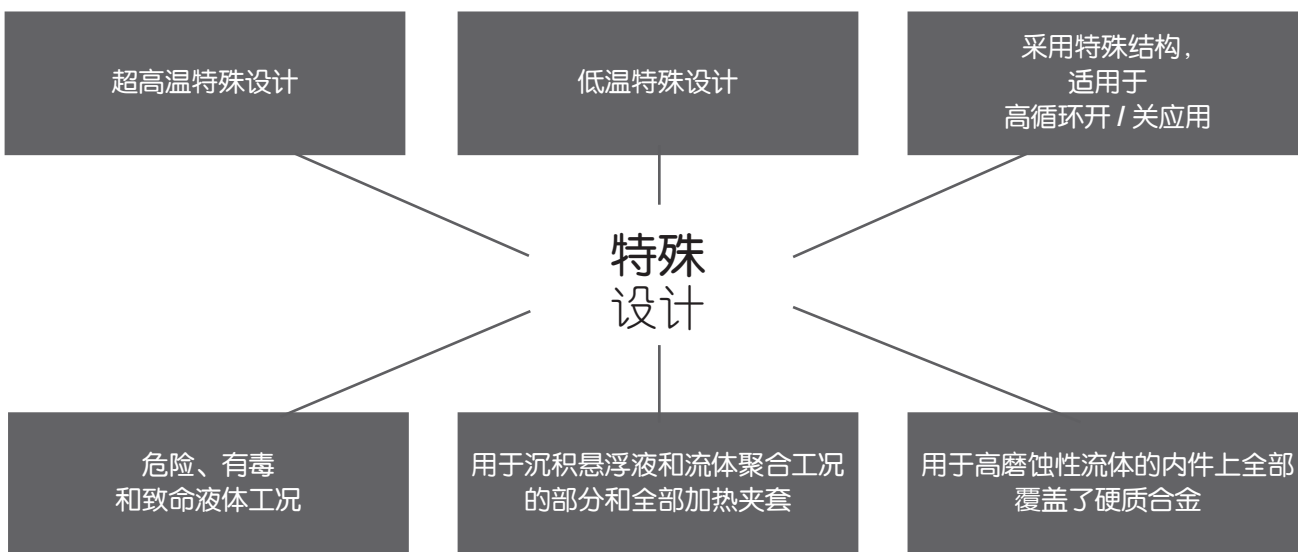 超高温特殊设计
低温特殊设计
采用特殊结构，
适用于
高循环开 / 关应用
特殊
设计
危险、有毒
和致命液体工况
用于沉积悬浮液和流体聚合工况
的部分和全部加热夹套
用于高磨蚀性流体的内件上全部
覆盖了硬质合金